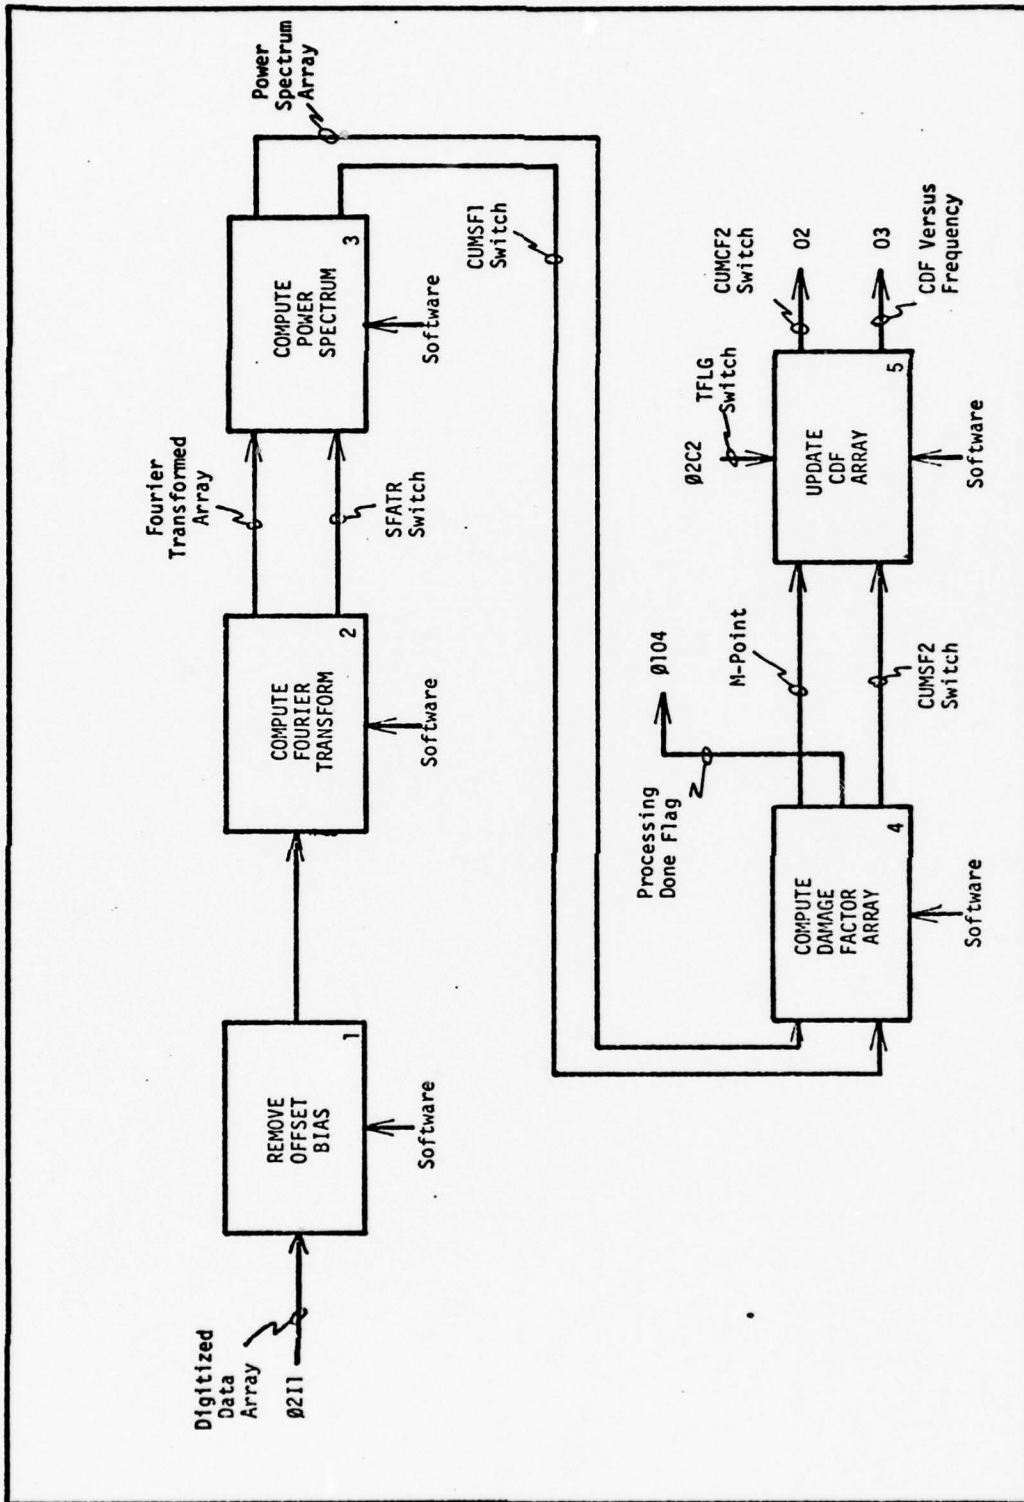 Digitized
Data
Array
Ø2I1
REMOVE
OFFSET
BIAS
1
Software
COMPUTE
FOURIER
TRANSFORM
2
Software
Fourier
Transformed
Array
SFATR
Switch
COMPUTE
POWER
SPECTRUM
3
Software
Power
Spectrum
Array
CUMSF1
Switch
COMPUTE
DAMAGE
FACTOR
ARRAY
4
Software
Processing
Done Flag
Ø1O4
M-Point
CUMSF2
Switch
Ø2C2
TFLG
Switch
UPDATE
CDF
ARRAY
5
Software
CUMCF2
Switch
O2
O3
CDF Versus
Frequency